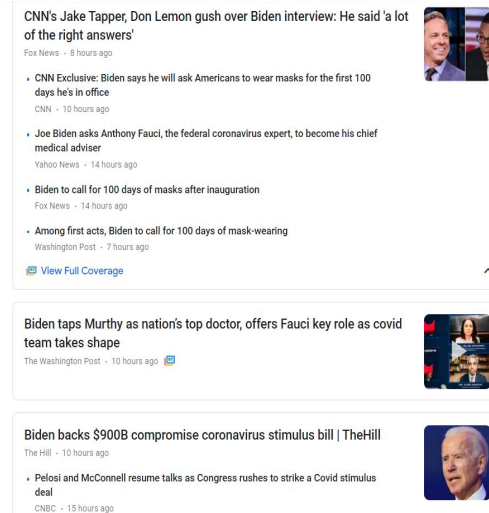 CNN's Jake Tapper, Don Lemon gush over Biden interview: He said 'a lot
of the right answers'
Fox News · 8 hours ago
CNN Exclusive: Biden says he will ask Americans to wear masks for the first 100
days he's in office
CNN · 10 hours ago
Joe Biden asks Anthony Fauci, the federal coronavirus expert, to become his chief
medical adviser
Yahoo News · 14 hours ago
Biden to call for 100 days of masks after inauguration
Fox News · 14 hours ago
Among first acts, Biden to call for 100 days of mask-wearing
Washington Post · 7 hours ago
View Full Coverage
Biden taps Murthy as nation's top doctor, offers Fauci key role as covid
team takes shape
The Washington Post · 10 hours ago
Biden backs $900B compromise coronavirus stimulus bill | TheHill
The Hill · 10 hours ago
Pelosi and McConnell resume talks as Congress rushes to strike a Covid stimulus
deal
CNBC · 15 hours ago